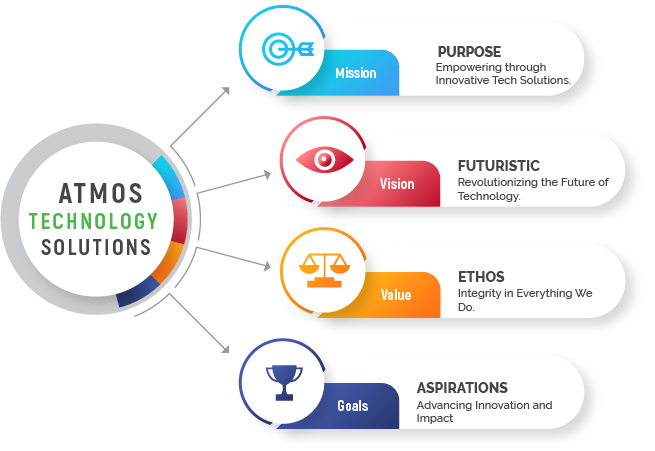 ATMOS
TECHNOLOGY
SOLUTIONS
Mission
PURPOSE
Empowering through
Innovative Tech Solutions.
Vision
FUTURISTIC
Revolutionizing the Future of
Technology.
Value
ETHOS
Integrity in Everything We
Do.
Goals
ASPIRATIONS
Advancing Innovation and
Impact